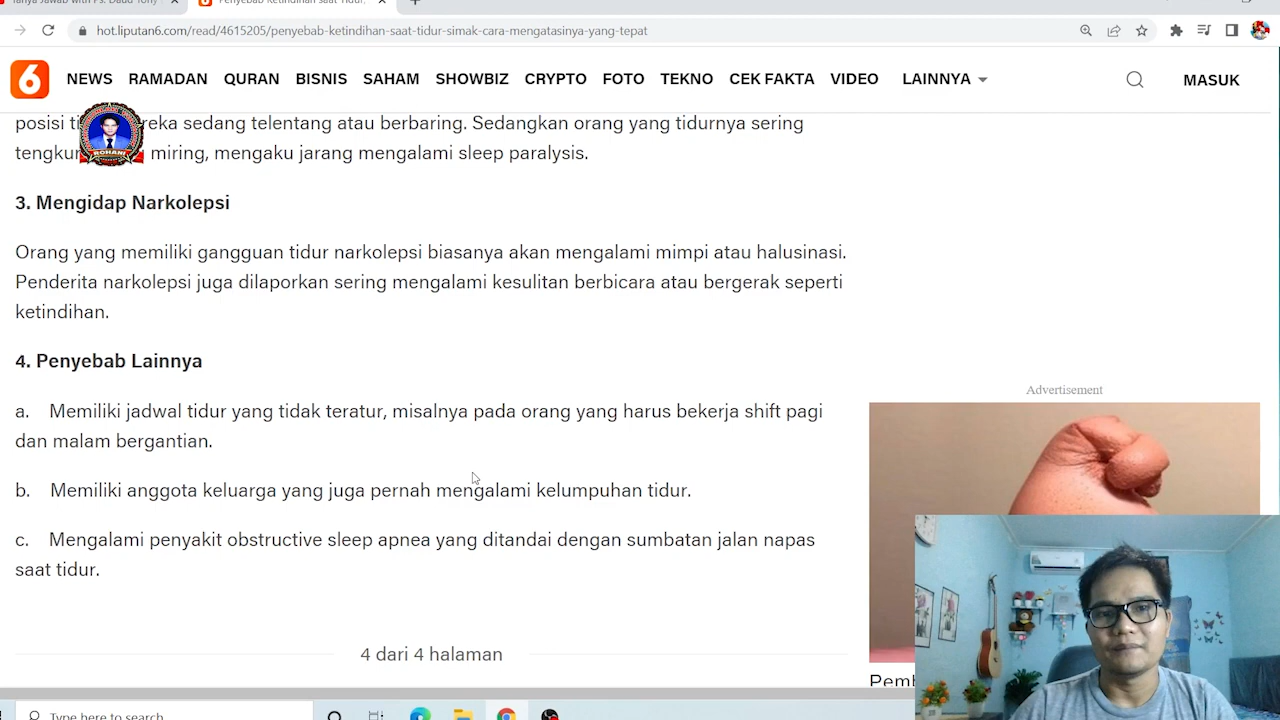 Penyebab Ketindihan saat Tidur,
hot.liputan6.com/read/4615205/penyebab-ketindihan-saat-tidur-simak-cara-mengatasinya-yang-tepat
6 NEWS RAMADAN QURAN BISNIS SAHAM SHOWBIZ CRYPTO FOTO TEKNO CEK FAKTA VIDEO LAINNYA MASUK
posisi sedang telentang atau berbaring. Sedangkan orang yang tidurnya sering
miring, mengaku jarang mengalami sleep paralysis.
ROHANI
3. Mengidap Narkolepsi
Orang yang memiliki gangguan tidur narkolepsi biasanya akan mengalami mimpi atau halusinasi.
Penderita narkolepsi juga dilaporkan sering mengalami kesulitan berbicara atau bergerak seperti
ketindihan.
4. Penyebab Lainnya
a. Memiliki jadwal tidur yang tidak teratur, misalnya pada orang yang harus bekerja shift pagi
dan malam bergantian.
b. Memiliki anggota keluarga yang juga pernah mengalami kelumpuhan tidur.
c. Mengalami penyakit obstructive sleep apnea yang ditandai dengan sumbatan jalan napas
saat tidur.
4 dari 4 halaman
Advertisement
Type here to search